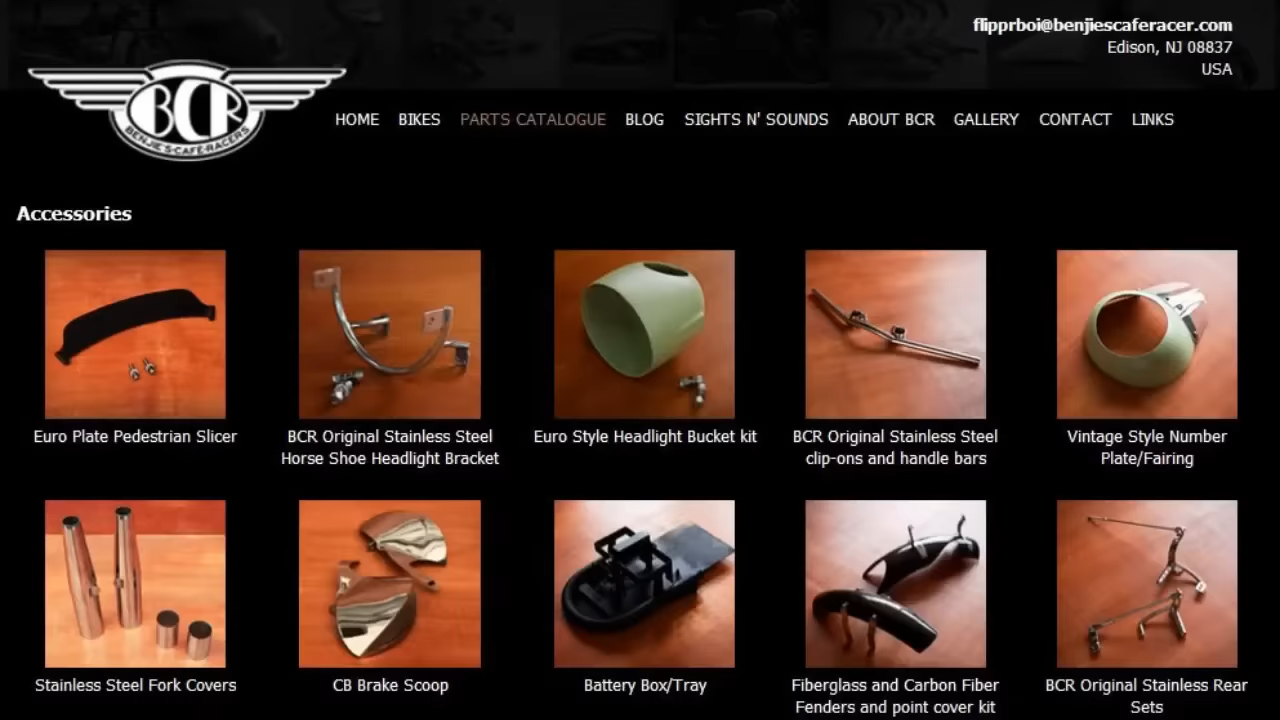 flipprboi@benjiescaferacer.com
Edison, NJ 08837
USA
BCR
BENJIE'S·CAFÉ·RACERS
HOME BIKES PARTS CATALOGUE BLOG SIGHTS N' SOUNDS ABOUT BCR GALLERY CONTACT LINKS
Accessories
Euro Plate Pedestrian Slicer
BCR Original Stainless Steel
Horse Shoe Headlight Bracket
Euro Style Headlight Bucket kit
BCR Original Stainless Steel
clip-ons and handle bars
Vintage Style Number
Plate/Fairing
Stainless Steel Fork Covers
CB Brake Scoop
Battery Box/Tray
Fiberglass and Carbon Fiber
Fenders and point cover kit
BCR Original Stainless Rear
Sets